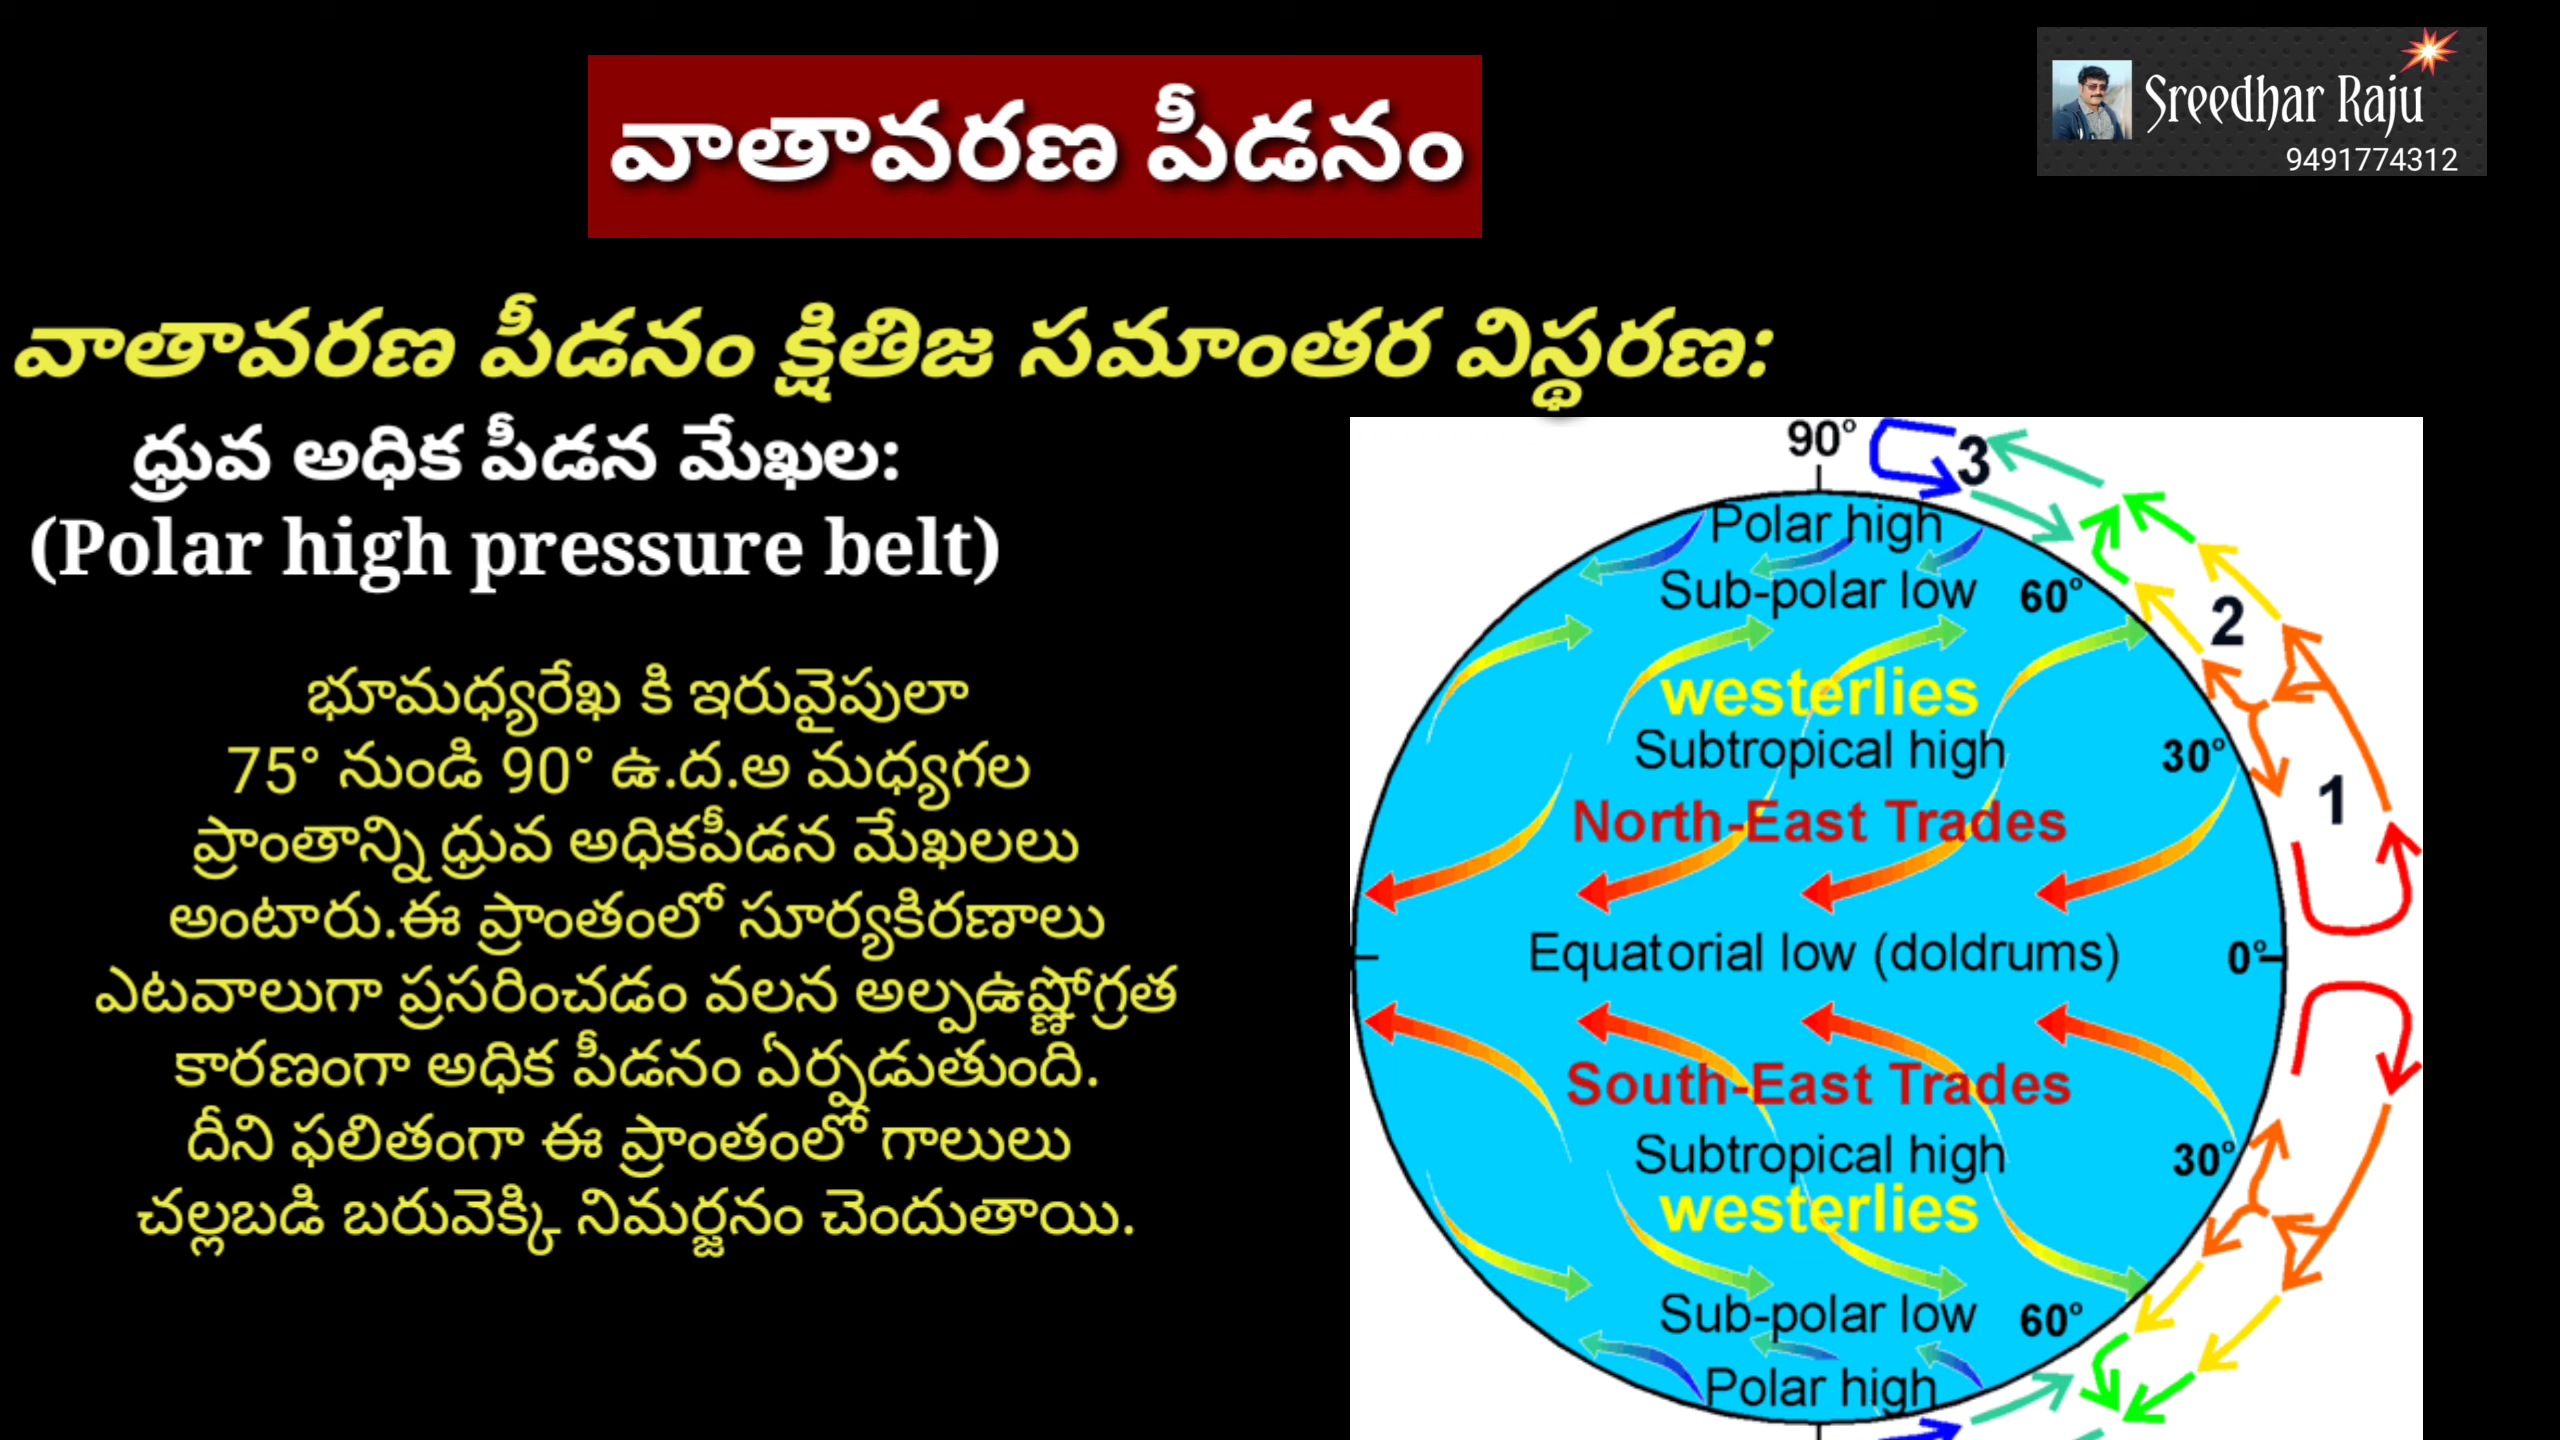 వాతావరణ పీడనం
Sreedhar Raju
9491774312
వాతావరణ పీడనం క్షితిజ సమాంతర విస్థరణ:
ధ్రువ అధిక పీడన మేఖల:
(Polar high pressure belt)
భూమధ్యరేఖ కి ఇరువైపులా
75° నుండి 90° ఉ.ద.అ మధ్యగల
ప్రాంతాన్ని ధ్రువ అధికపీడన మేఖలలు
అంటారు.ఈ ప్రాంతంలో సూర్యకిరణాలు
ఎటవాలుగా ప్రసరించడం వలన అల్పఉష్ణోగ్రత
కారణంగా అధిక పీడనం ఏర్పడుతుంది.
దీని ఫలితంగా ఈ ప్రాంతంలో గాలులు
చల్లబడి బరువెక్కి నిమర్జనం చెందుతాయి.
90°
3
Polar high
Sub-polar low 60°
2
westerlies
Subtropical high 30°
1
North-East Trades
Equatorial low (doldrums) 0°
South-East Trades
Subtropical high 30°
westerlies
Sub-polar low 60°
Polar high